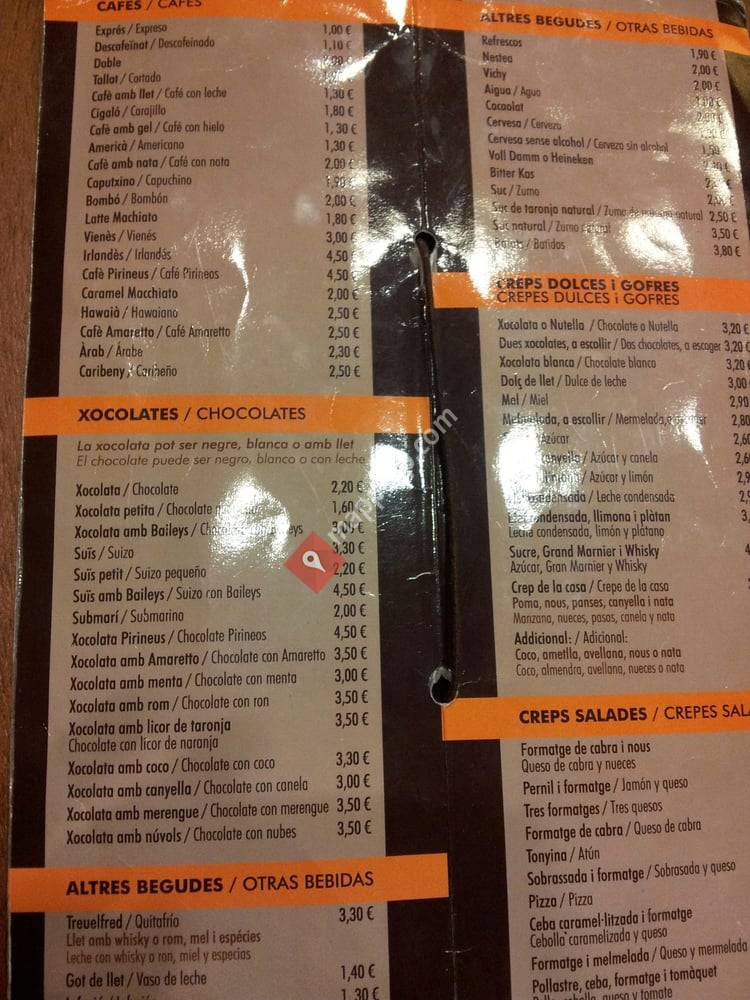 CAFÈS / CAFÉS
Exprés / Expreso 1,00 €
Descafeïnat / Descafeinado 1,10 €
Doble
Tallat / Cortado
Cafè amb llet / Café con leche 1,30 €
Cigaló / Carajillo 1,80 €
Cafè amb gel / Café con hielo 1, 30 €
Americà / Americano 1,30 €
Cafè amb nata / Café con nata 2,00 €
Caputxino / Capuchino 1,90 €
Bombó / Bombón 2,00 €
Latte Machiato 1,80 €
Vienès / Vienés 3,00 €
Irlandès / Irlandés 4,50 €
Cafè Pirineus / Café Pirineos 4,50 €
Caramel Macchiato 2,00 €
Hawaià / Hawaiano 2,50 €
Cafè Amaretto / Café Amaretto 2,50 €
Àrab / Árabe 2,30 €
Caribeny / Caribeño 2,50 €
XOCOLATES / CHOCOLATES
La xocolata pot ser negre, blanca o amb llet
El chocolate puede ser negro, blanco o con leche
Xocolata / Chocolate 2,20 €
Xocolata petita / Chocolate 1,60
Xocolata amb Baileys / 3,00 €
Suïs / Suizo 3,30 €
Suïs petit / Suizo pequeño 2,20 €
Suïs amb Baileys / Suizo con Baileys 4,50 €
Submarí / Submarino 2,00 €
Xocolata Pirineus / Chocolate Pirineos 4,50 €
Xocolata amb Amaretto / Chocolate con Amaretto 3,50 €
Xocolata amb menta / Chocolate con menta 3,00 €
Xocolata amb rom / Chocolate con ron 3,50 €
Xocolata amb licor de taronja 3,50 €
Chocolate con licor de naranja
Xocolata amb coco / Chocolate con coco 3,30 €
Xocolata amb canyella / Chocolate con canela 3,00 €
Xocolata amb merengue / Chocolate con merengue 3,50 €
Xocolata amb núvols / Chocolate con nubes 3,50 €
ALTRES BEGUDES / OTRAS BEBIDAS
Treuelfred / Quitafrío 3,30 €
Llet amb whisky o rom, mel i espécies
Leche con whisky o ron, miel y especias
Got de llet / Vaso de leche 1,40 €
1,30 €
ALTRES BEGUDES / OTRAS BEBIDAS
Refrescos 1,90 €
Nestea 2,00 €
Vichy 2,00 €
Aigua / Agua
Cacaolat
Cervesa / Cerveza
Cervesa sense alcohol / Cerveza sin alcohol
Voll Damm o Heineken
Bitter Kas
Suc / Zumo
Suc de taronja natural / Zumo de natural 2,50 €
Suc natural / Zumo natural 3,50 €
Batuts / Batidos 3,80 €
CREPS DOLCES i GOFRES
CREPES DULCES i GOFRES
Xocolata o Nutella / Chocolate o Nutella 3,20 €
Dues xocolates, a escollir / Dos chocolates, a escoger 3,20 €
Xocolata blanca / Chocolate blanco 3,20
Dolç de llet / Dulce de leche 3,00
Mel / Miel 2,90
Melmelada, a escollir / Mermelada, 2,80
Azúcar 2,60
canyella / Azúcar y canela 2,6
Azúcar y limón 2,9
condensada / Leche condensada 2,
Llet condensada, llimona i plàtan 3,
Leche condensada, limón y plátano
Sucre, Grand Marnier i Whisky
Azúcar, Gran Marnier y Whisky
Crep de la casa / Crepe de la casa
Poma, nous, panses, canyella i nata
Manzana, nueces, pasas, canela y nata
Addicional: / Adicional:
Coco, ametlla, avellana, nous o nata
Coco, almendra, avellana, nueces o nata
CREPS SALADES / CREPES SAL
Formatge de cabra i nous
Queso de cabra y nueces
Pernil i formatge / Jamón y queso
Tres formatges / Tres quesos
Formatge de cabra / Queso de cabra
Tonyina / Atún
Sobrassada i formatge / Sobrasada y queso
Pizza / Pizza
Ceba caramel·litzada i formatge
Cebolla caramelizada y queso
Formatge i melmelada / Queso y mermelada
Pollastre, ceba, formatge i tomàquet
queso y tomate